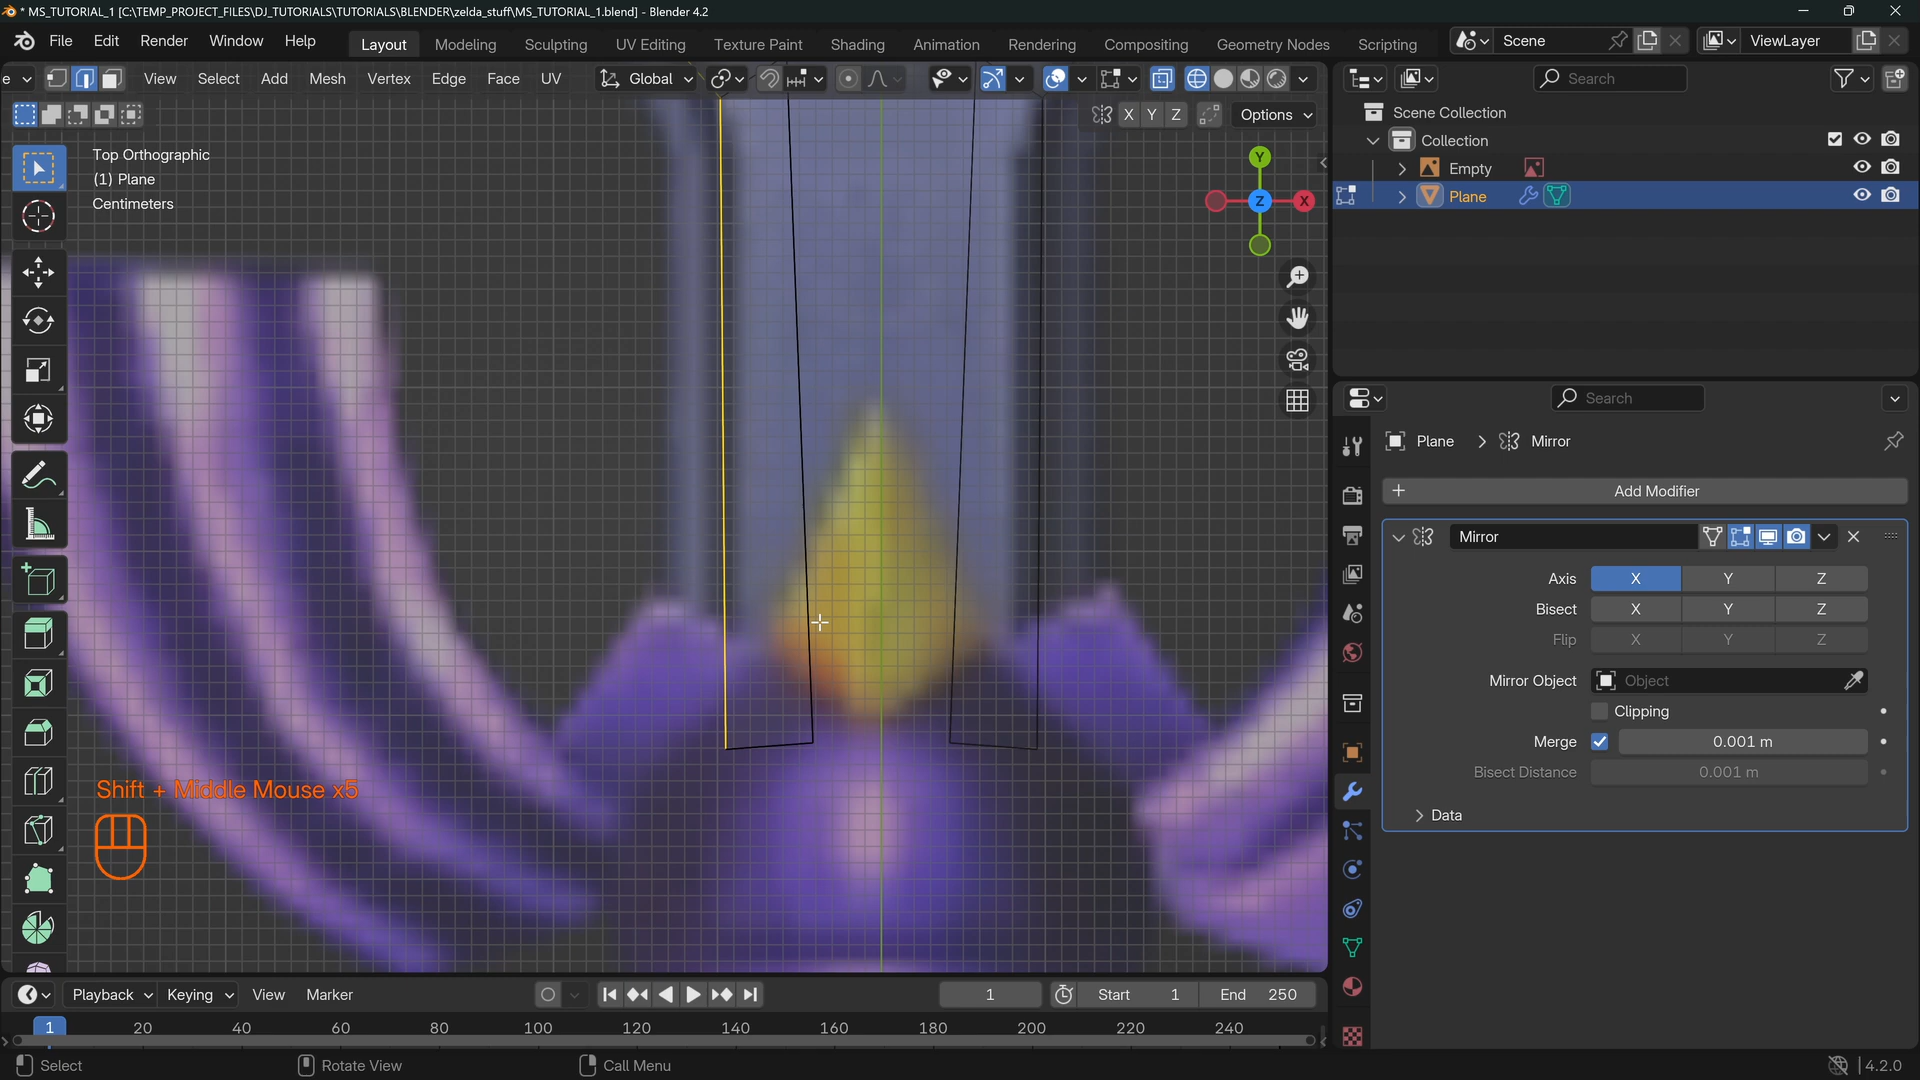 * MS_TUTORIAL_1 [C:\TEMP_PROJECT_FILES\DJ_TUTORIALS\TUTORIALS\BLENDER\zelda_stuff\MS_TUTORIAL_1.blend] - Blender 4.2
File Edit Render Window Help Layout Modeling Sculpting UV Editing Texture Paint Shading Animation Rendering Compositing Geometry Nodes Scripting Scene ViewLayer
e View Select Add Mesh Vertex Edge Face UV Global Search
X Y Z Options Scene Collection
Top Orthographic
(1) Plane
Centimeters
Y
Z
X
Collection
Empty
Plane
Search
Plane Mirror
Add Modifier
Mirror
Axis X Y Z
Bisect X Y Z
Flip X Y Z
Mirror Object Object
Clipping
Merge 0.001 m
Bisect Distance 0.001 m
Data
Shift + Middle Mouse x5
Playback Keying View Marker 1 Start 1 End 250
1 20 40 60 80 100 120 140 160 180 200 220 240
Select Rotate View Call Menu 4.2.0